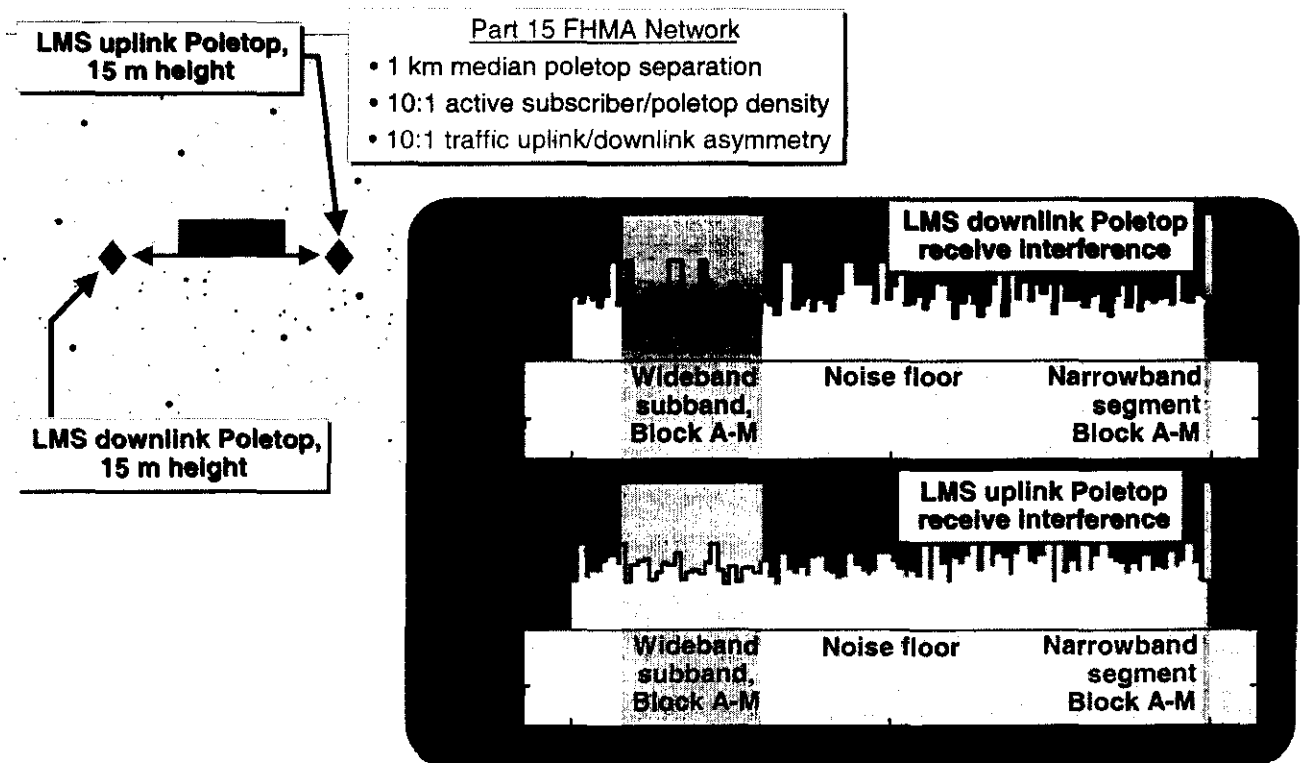 LMS uplink Poletop,
15 m height
Part 15 FHMA Network
• 1 km median poletop separation
• 10:1 active subscriber/poletop density
• 10:1 traffic uplink/downlink asymmetry
LMS downlink Poletop,
15 m height
LMS downlink Poletop
receive interference
Wideband
subband,
Block A-M
Noise floor
Narrowband
segment
Block A-M
LMS uplink Poletop
receive interference
Wideband
subband,
Block A-M
Noise floor
Narrowband
segment
Block A-M